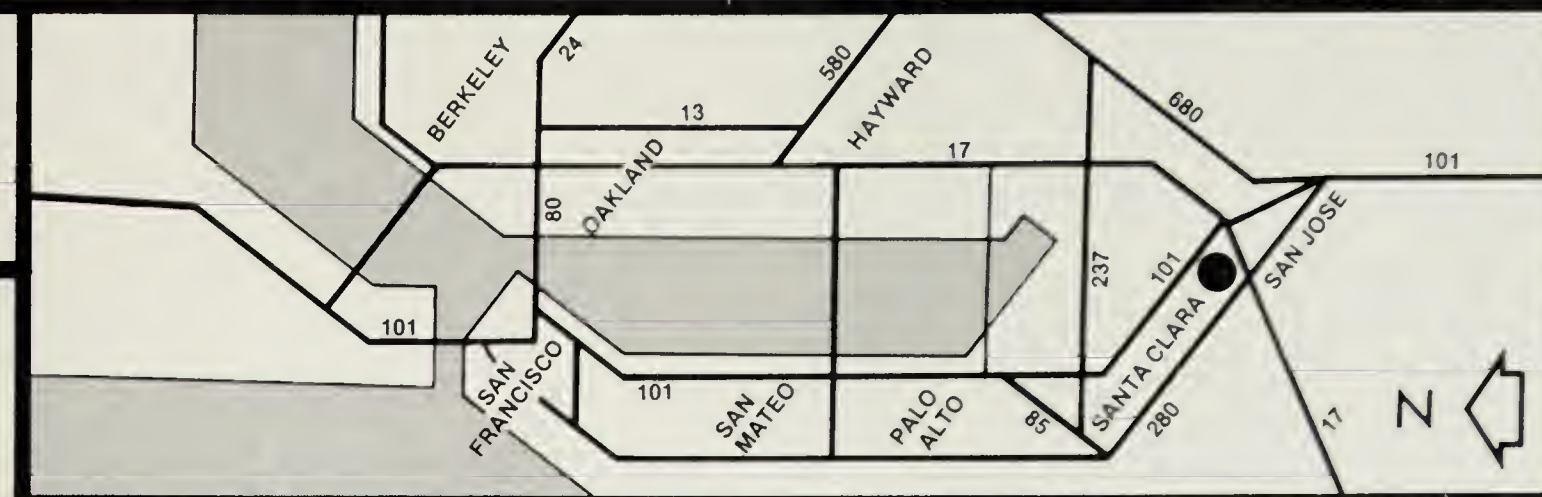 BERKELEY
24
580
HAYWARD
680
13
OAKLAND
17
101
80
237
101
SAN JOSE
101
SAN
FRANCISCO
101
SAN
MATEO
PALO
ALTO
85
SANTA CLARA
280
17
N